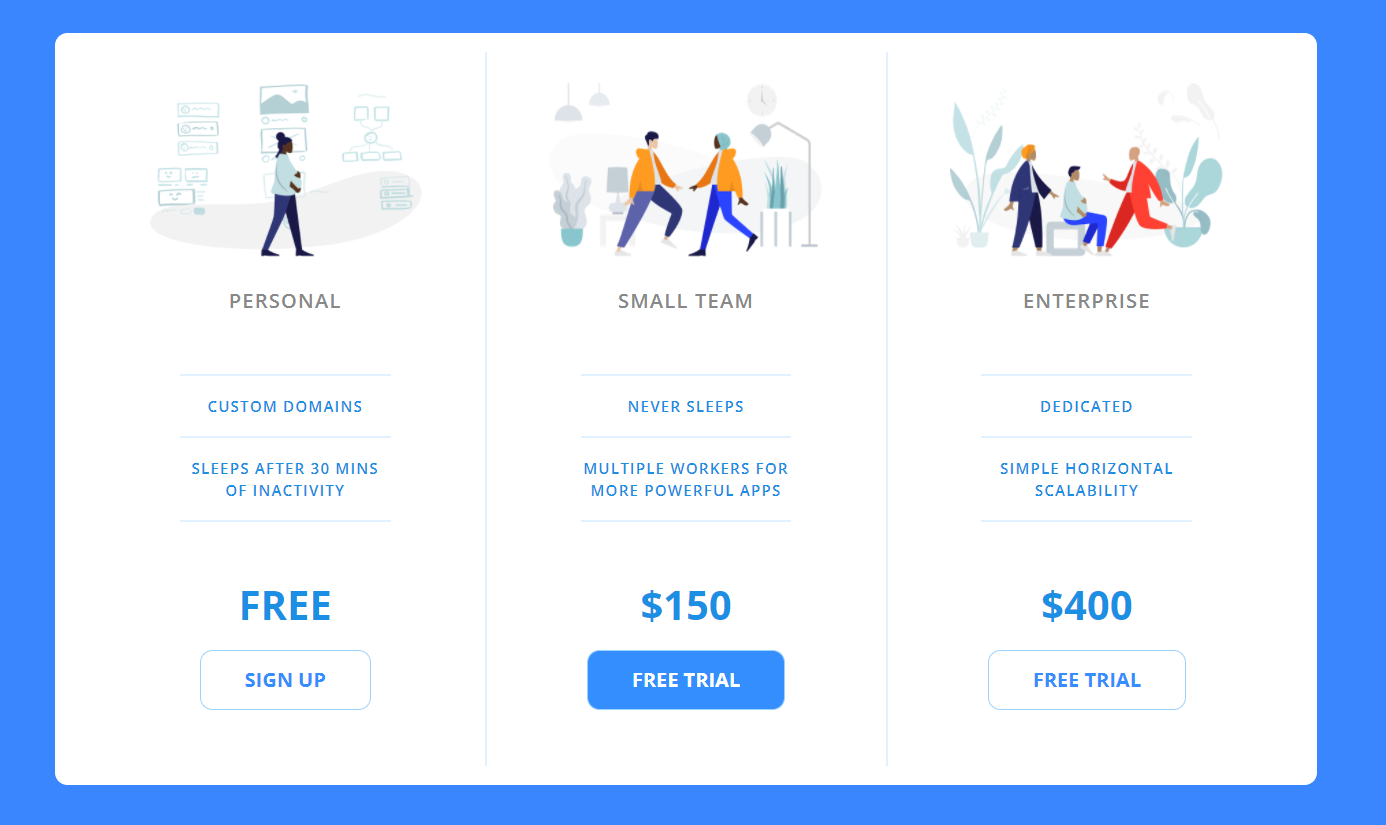 PERSONAL
CUSTOM DOMAINS
SLEEPS AFTER 30 MINS
OF INACTIVITY
FREE
SIGN UP
SMALL TEAM
NEVER SLEEPS
MULTIPLE WORKERS FOR
MORE POWERFUL APPS
$150
FREE TRIAL
ENTERPRISE
DEDICATED
SIMPLE HORIZONTAL
SCALABILITY
$400
FREE TRIAL